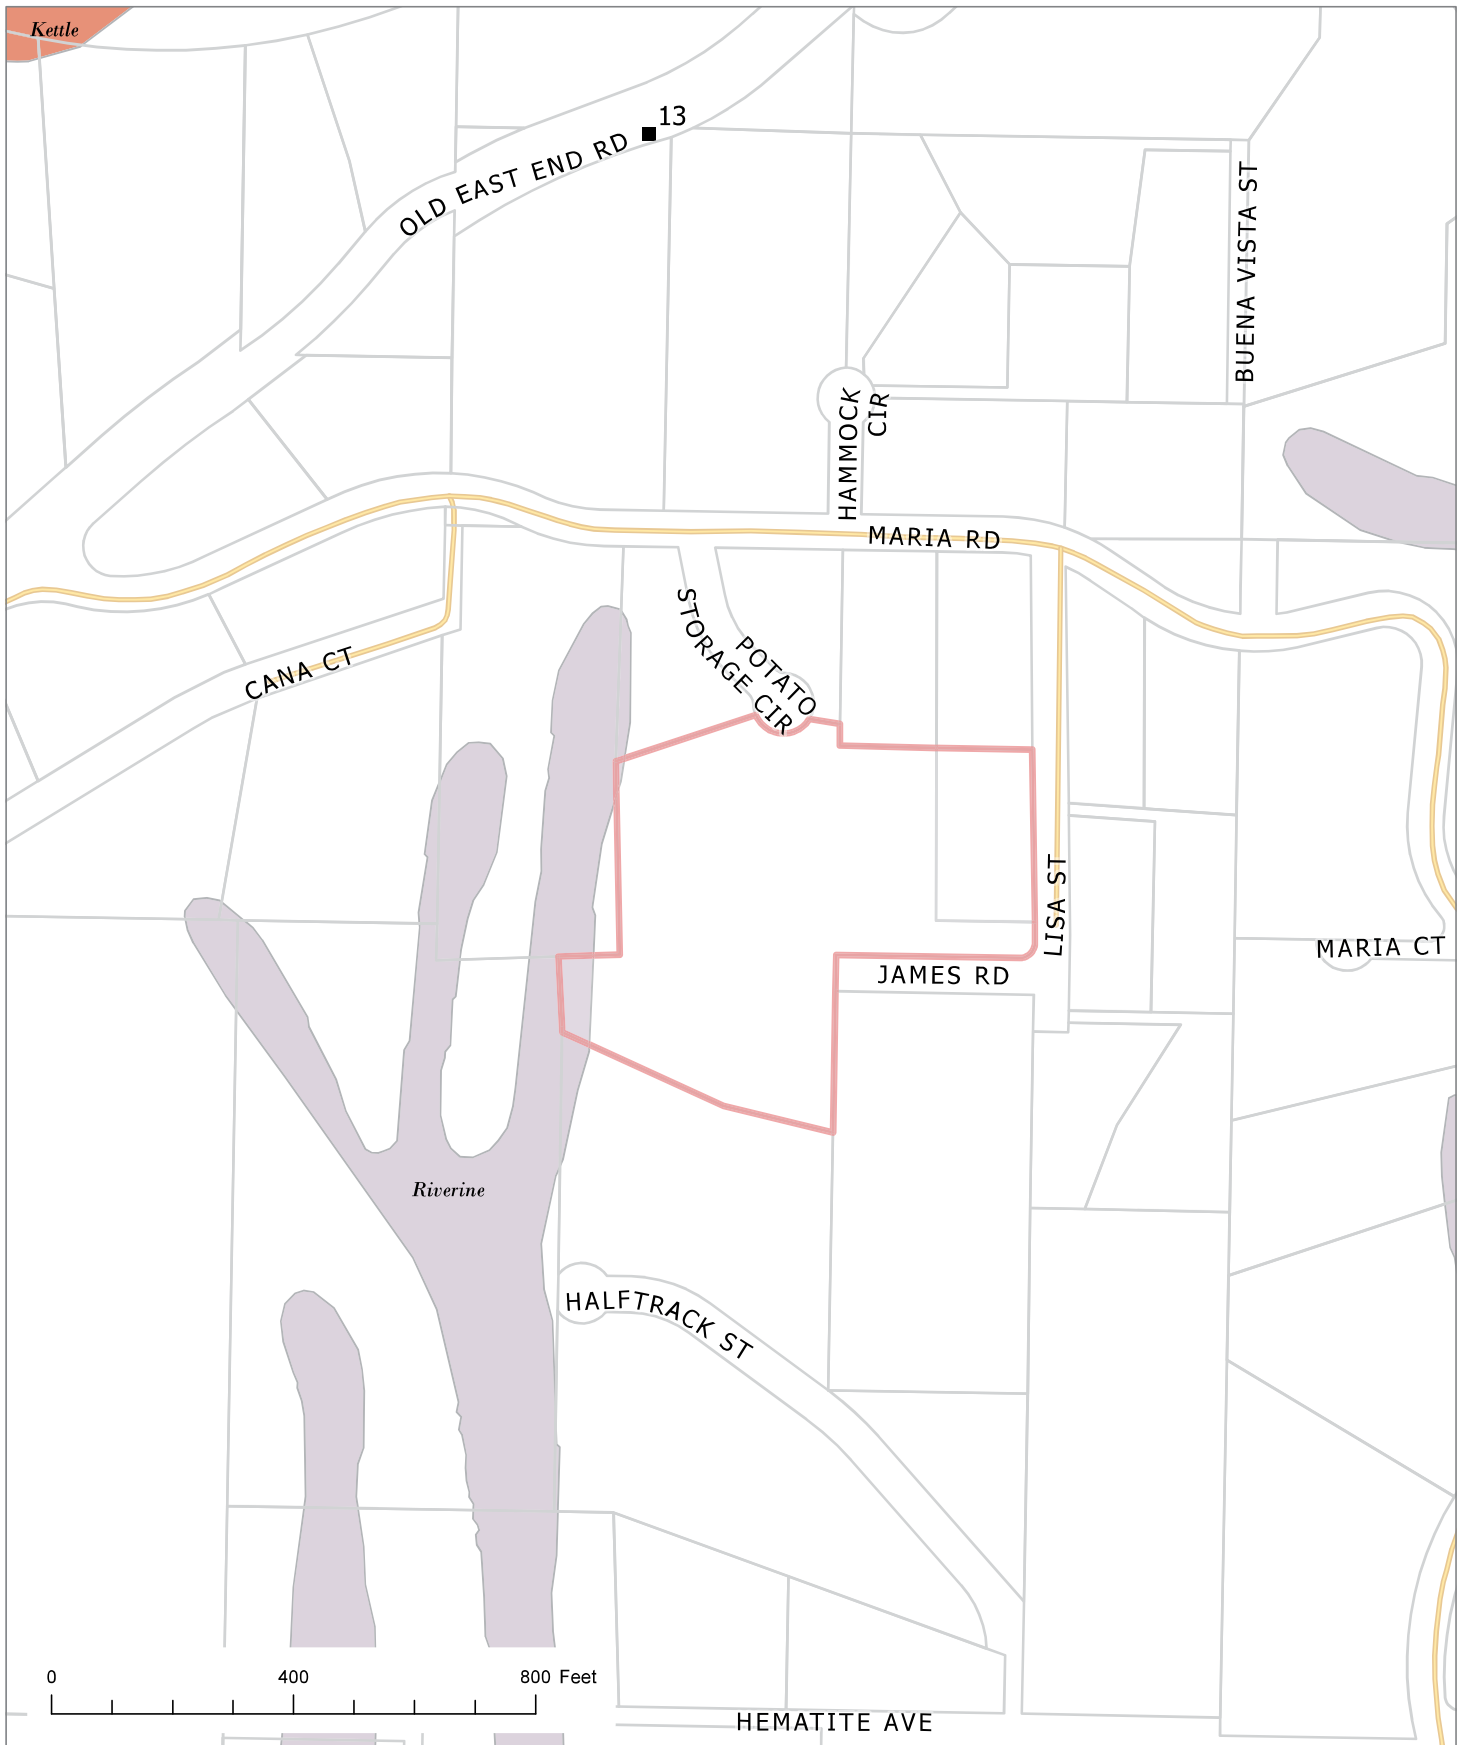 Kettle
13
OLD EAST END RD
BUENA VISTA ST
HAMMOCK
CIR
MARIA RD
POTATO
STORAGE CIR
CANA CT
LISA ST
MARIA CT
JAMES RD
Riverine
HALFTRACK ST
0 400 800 Feet
HEMATITE AVE